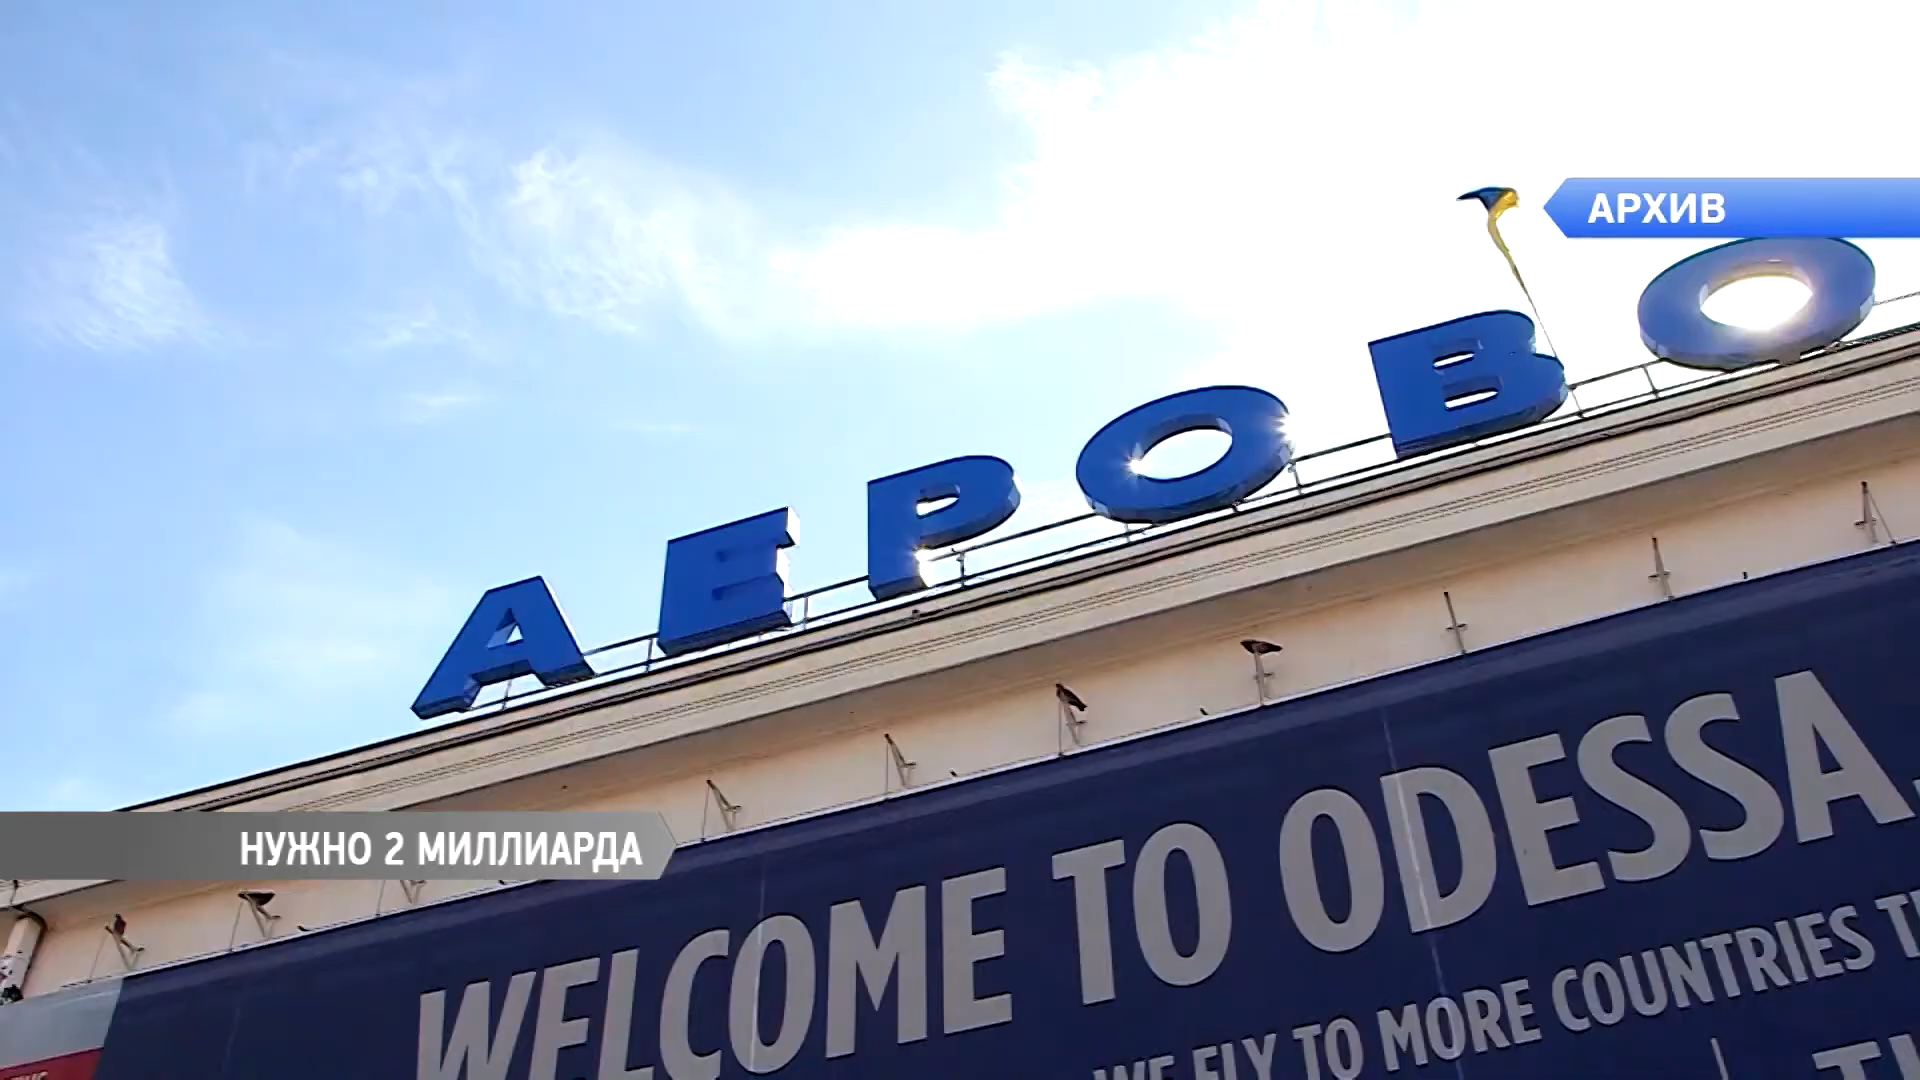 АРХИВ
АЕРОВО
НУЖНО 2 МИЛЛИАРДА
WELCOME TO ODESSA.
WE FLY TO MORE COUNTRIES